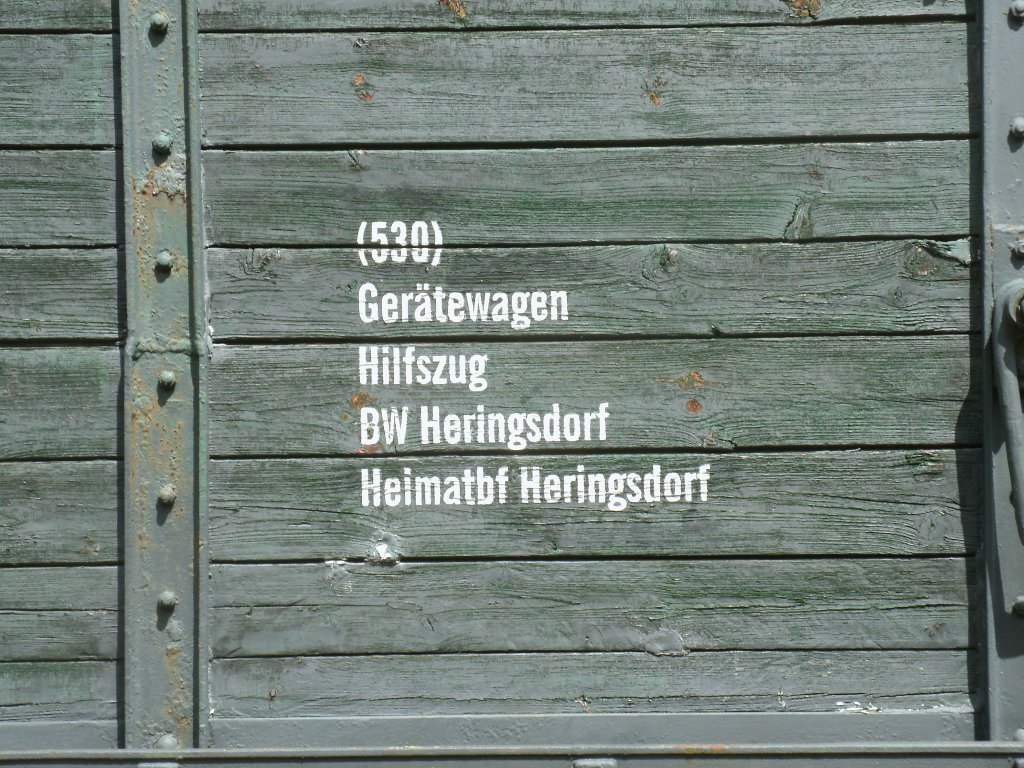 (530)
Gerätewagen
Hilfszug
BW Heringsdorf
Heimatbf Heringsdorf